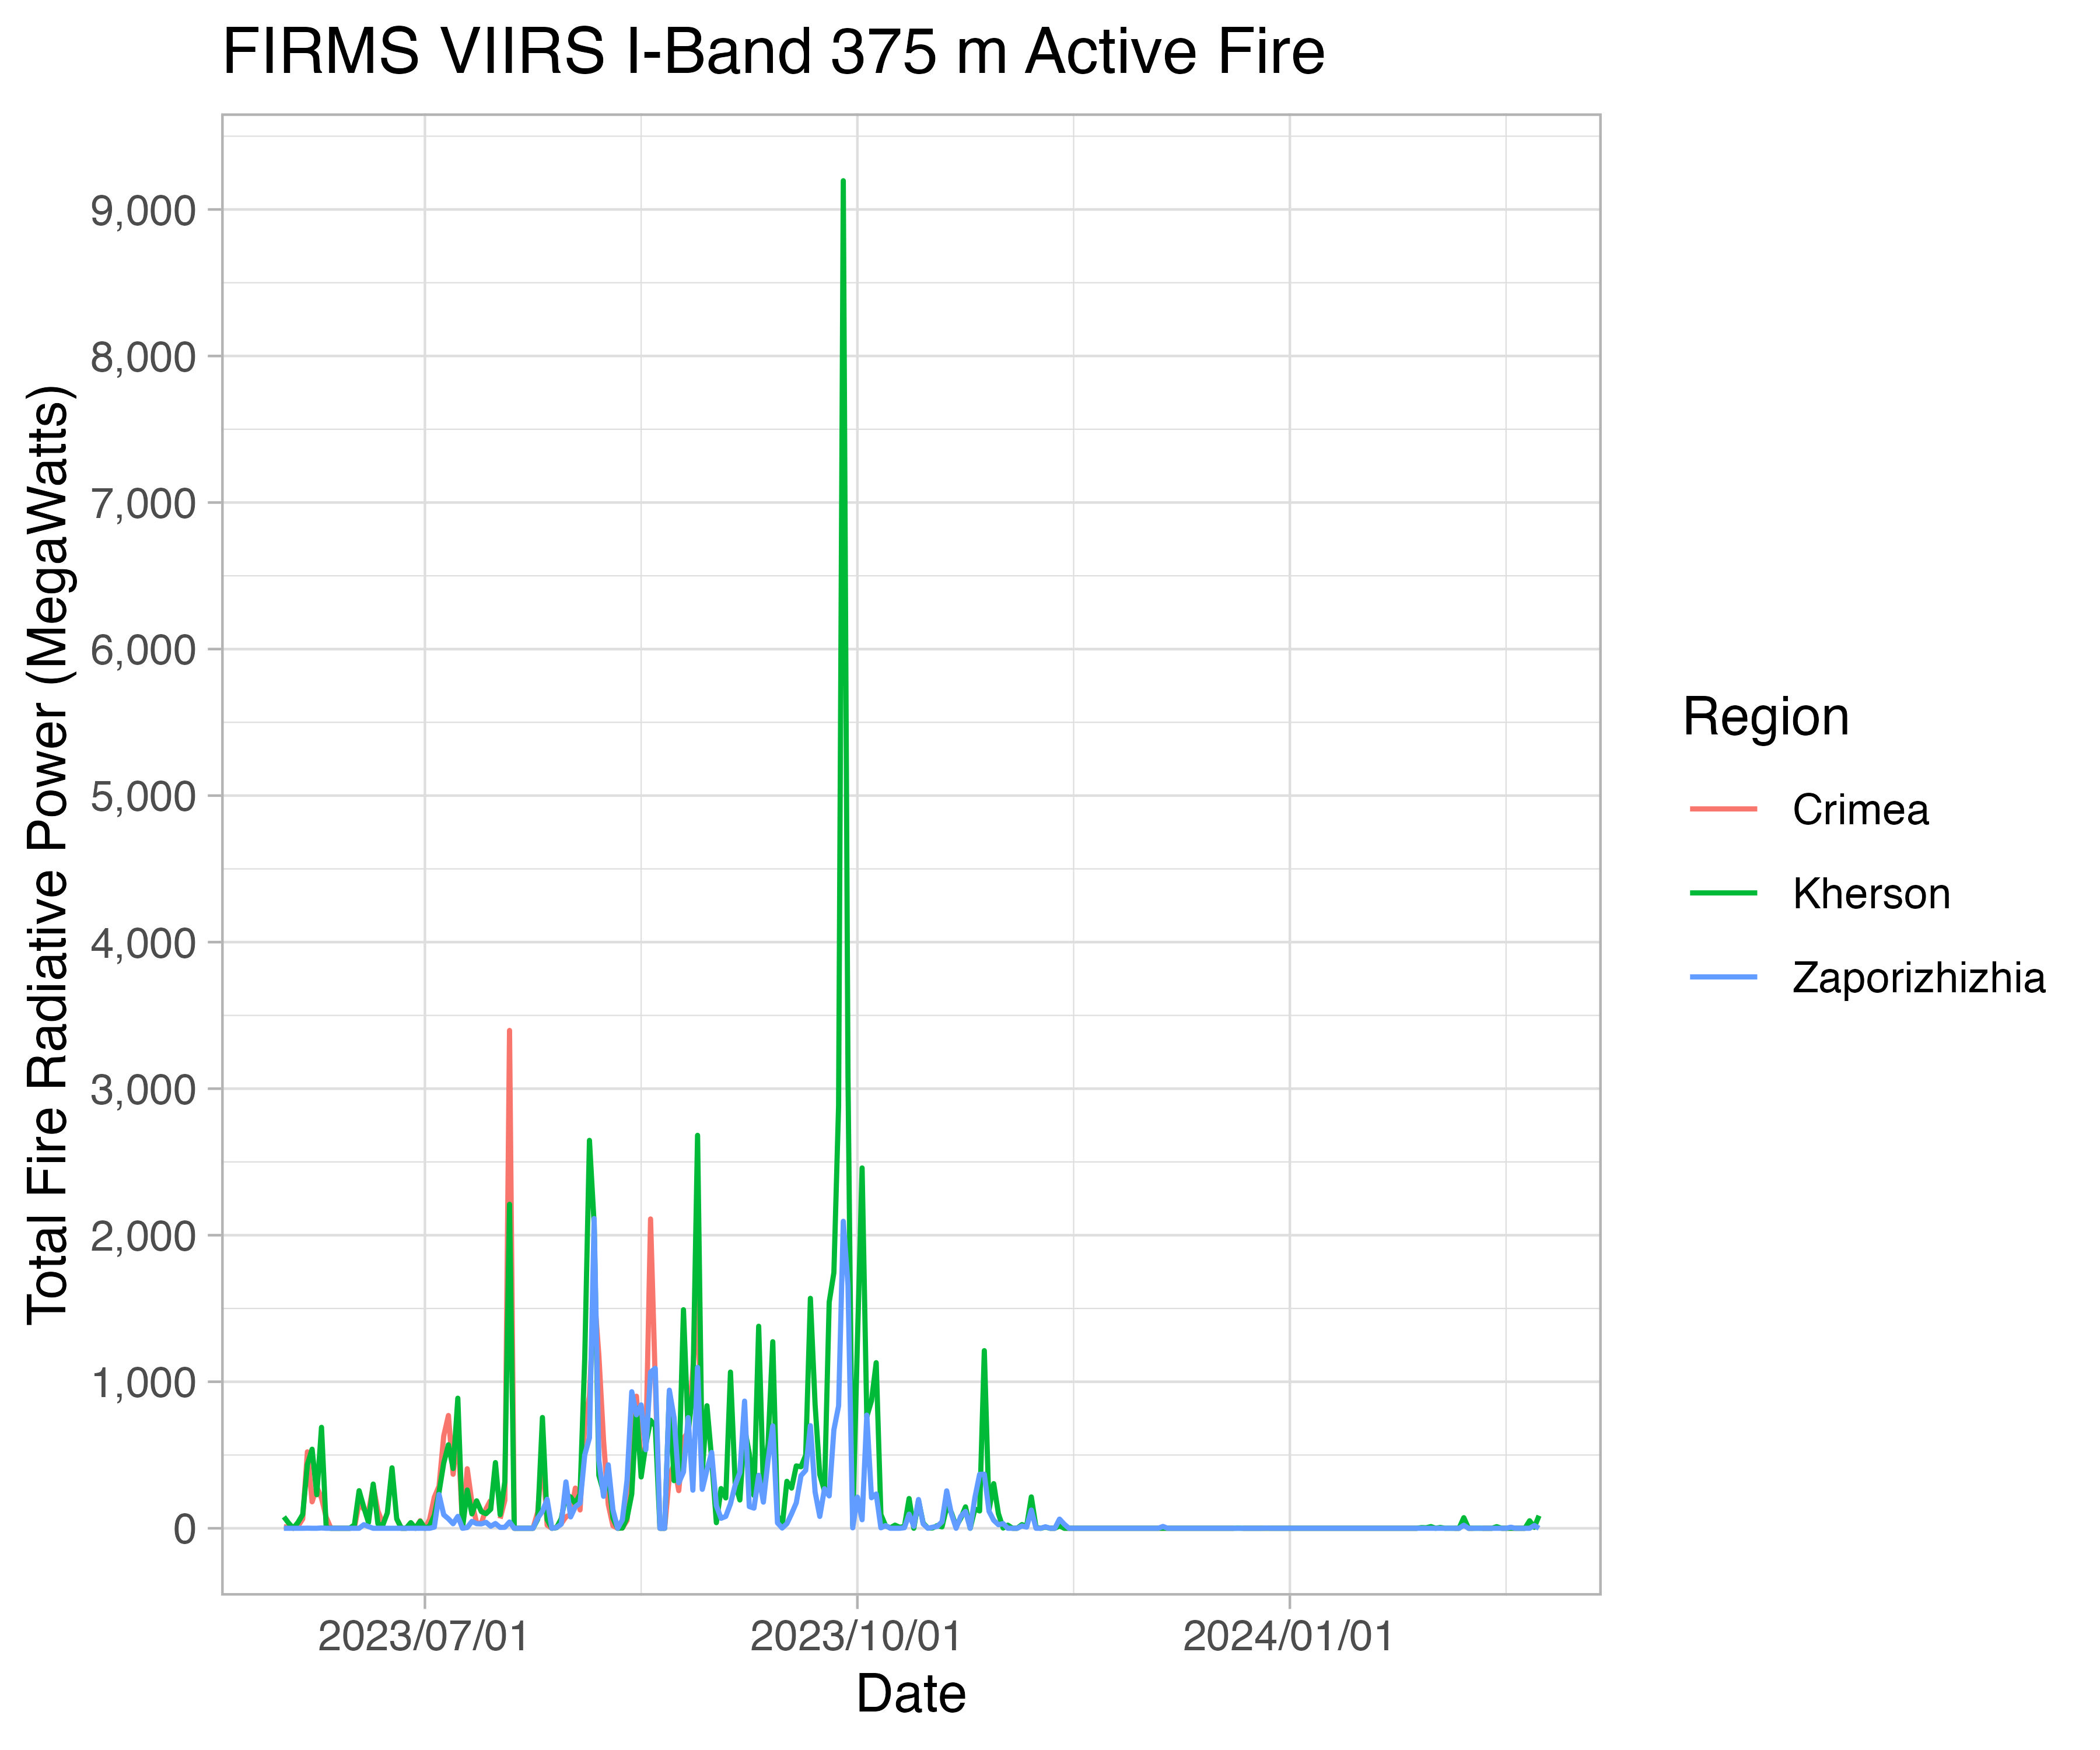 FIRMS VIIRS I-Band 375 m Active Fire
Total Fire Radiative Power (MegaWatts)
9,000
8,000
7,000
6,000
5,000
4,000
3,000
2,000
1,000
0
2023/07/01
2023/10/01
2024/01/01
Date
Region
Crimea
Kherson
Zaporizhizhia